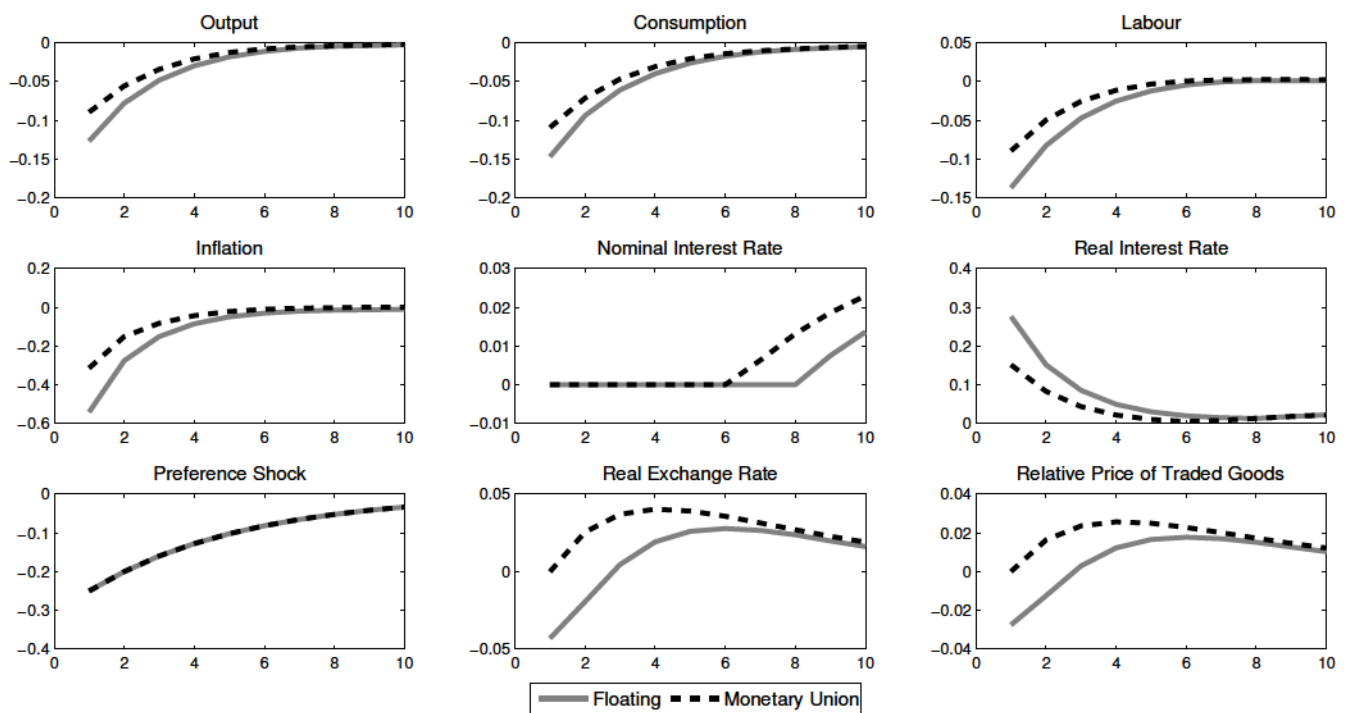 Output
0
−0.05
−0.1
−0.15
−0.2
0 2 4 6 8 10
Consumption
0
−0.05
−0.1
−0.15
−0.2
0 2 4 6 8 10
Labour
0.05
0
−0.05
−0.1
−0.15
0 2 4 6 8 10
Inflation
0.2
0
−0.2
−0.4
−0.6
0 2 4 6 8 10
Nominal Interest Rate
0.03
0.02
0.01
0
−0.01
0 2 4 6 8 10
Real Interest Rate
0.4
0.3
0.2
0.1
0
0 2 4 6 8 10
Preference Shock
0
−0.1
−0.2
−0.3
−0.4
0 2 4 6 8 10
Real Exchange Rate
0.05
0
−0.05
0 2 4 6 8 10
Relative Price of Traded Goods
0.04
0.02
0
−0.02
−0.04
0 2 4 6 8 10
Floating Monetary Union